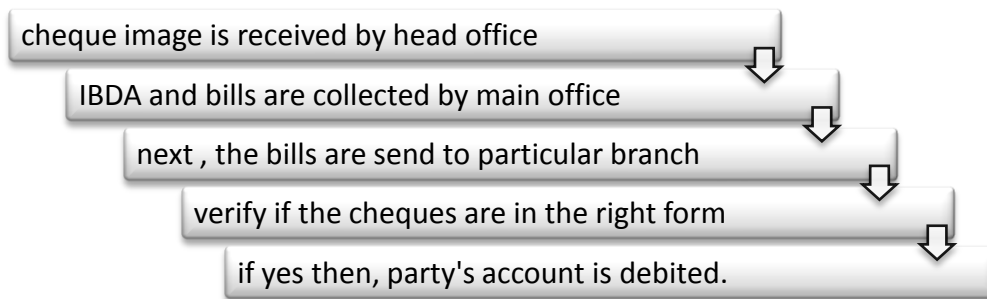 cheque image is received by head office
IBDA and bills are collected by main office
next , the bills are send to particular branch
verify if the cheques are in the right form
if yes then, party's account is debited.